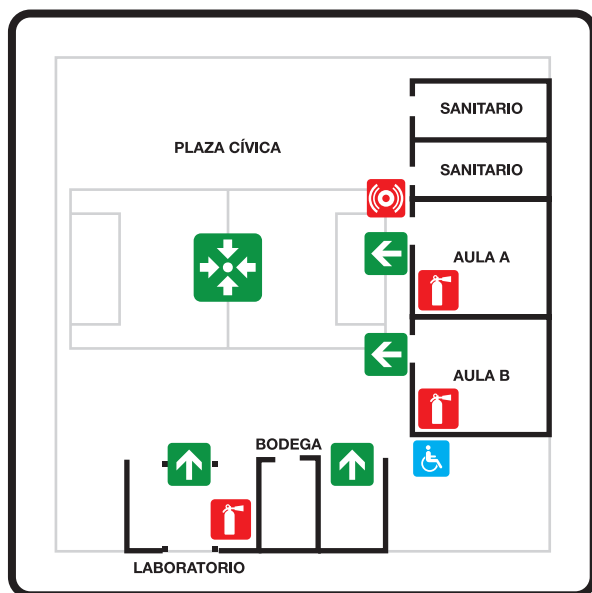 SANITARIO
PLAZA CÍVICA
SANITARIO
AULA A
AULA B
BODEGA
LABORATORIO